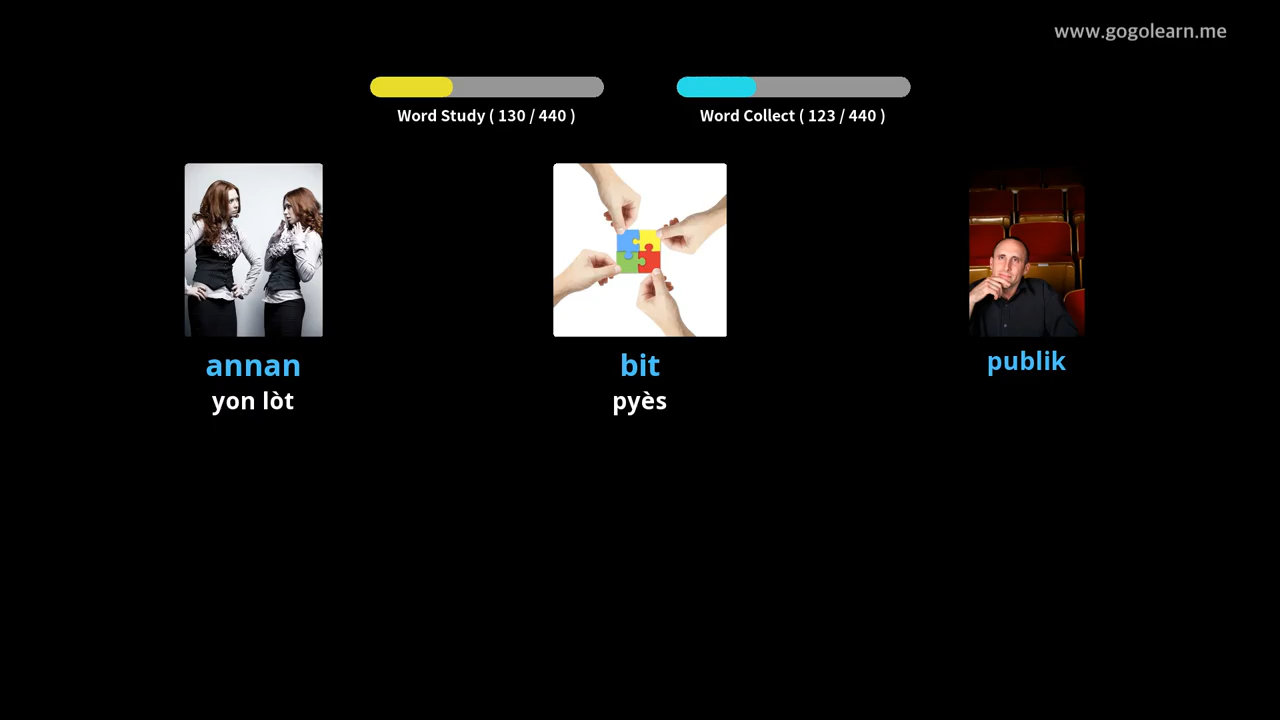 www.gogolearn.me
Word Study ( 130 / 440 )
Word Collect ( 123 / 440 )
annan
yon lòt
bit
pyès
publik